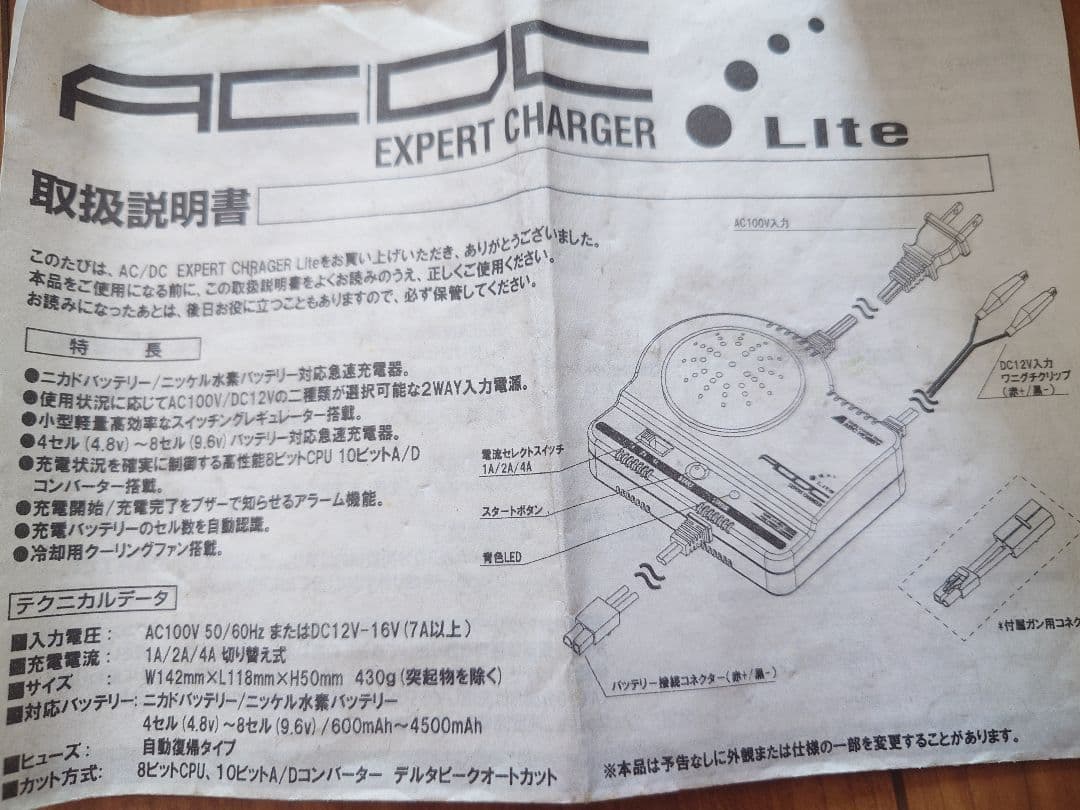 ACDC
EXPERT CHARGER Lite
取扱説明書
このたびは、AC/DC EXPERT CHRAGER Liteをお買い上げいただき、ありがとうございました。
本品をご使用になる前に、この取扱説明書をよくお読みのうえ、正しくご使用ください。
お読みになったあとは、後日お役に立つこともありますので、必ず保管してください。
特 長
●ニカドバッテリー/ニッケル水素バッテリー対応急速充電器。
●使用状況に応じてAC100V/DC12Vの二種類が選択可能な2WAY入力電源。
●小型軽量高効率なスイッチングレギュレーター搭載。
●4セル(4.8v)～8セル(9.6v)バッテリー対応急速充電器。
●充電状況を確実に制御する高性能8ビットCPU 10ビットA/D
コンバーター搭載。
●充電開始/充電完了をブザーで知らせるアラーム機能。
●充電バッテリーのセル数を自動認識。
●冷却用クーリングファン搭載。
AC100V入力
DC12V入力
ワニグチクリップ
(赤+/黒-)
電流セレクトスイッチ
1A/2A/4A
スタートボタン
青色LED
バッテリー接続コネクター(赤+/黒-)
*付属ガン用コネク
テクニカルデータ
■入力電圧： AC100V 50/60Hz またはDC12V-16V(7A以上)
■充電電流： 1A/2A/4A 切り替え式
■サイズ ： W142mm×L118mm×H50mm 430g(突起物を除く)
■対応バッテリー：ニカドバッテリー/ニッケル水素バッテリー
4セル(4.8v)～8セル(9.6v)/600mAh～4500mAh
■ヒューズ： 自動復帰タイプ
■カット方式： 8ビットCPU、10ビットA/Dコンバーター デルタピークオートカット
※本品は予告なしに外観または仕様の一部を変更することがあります。